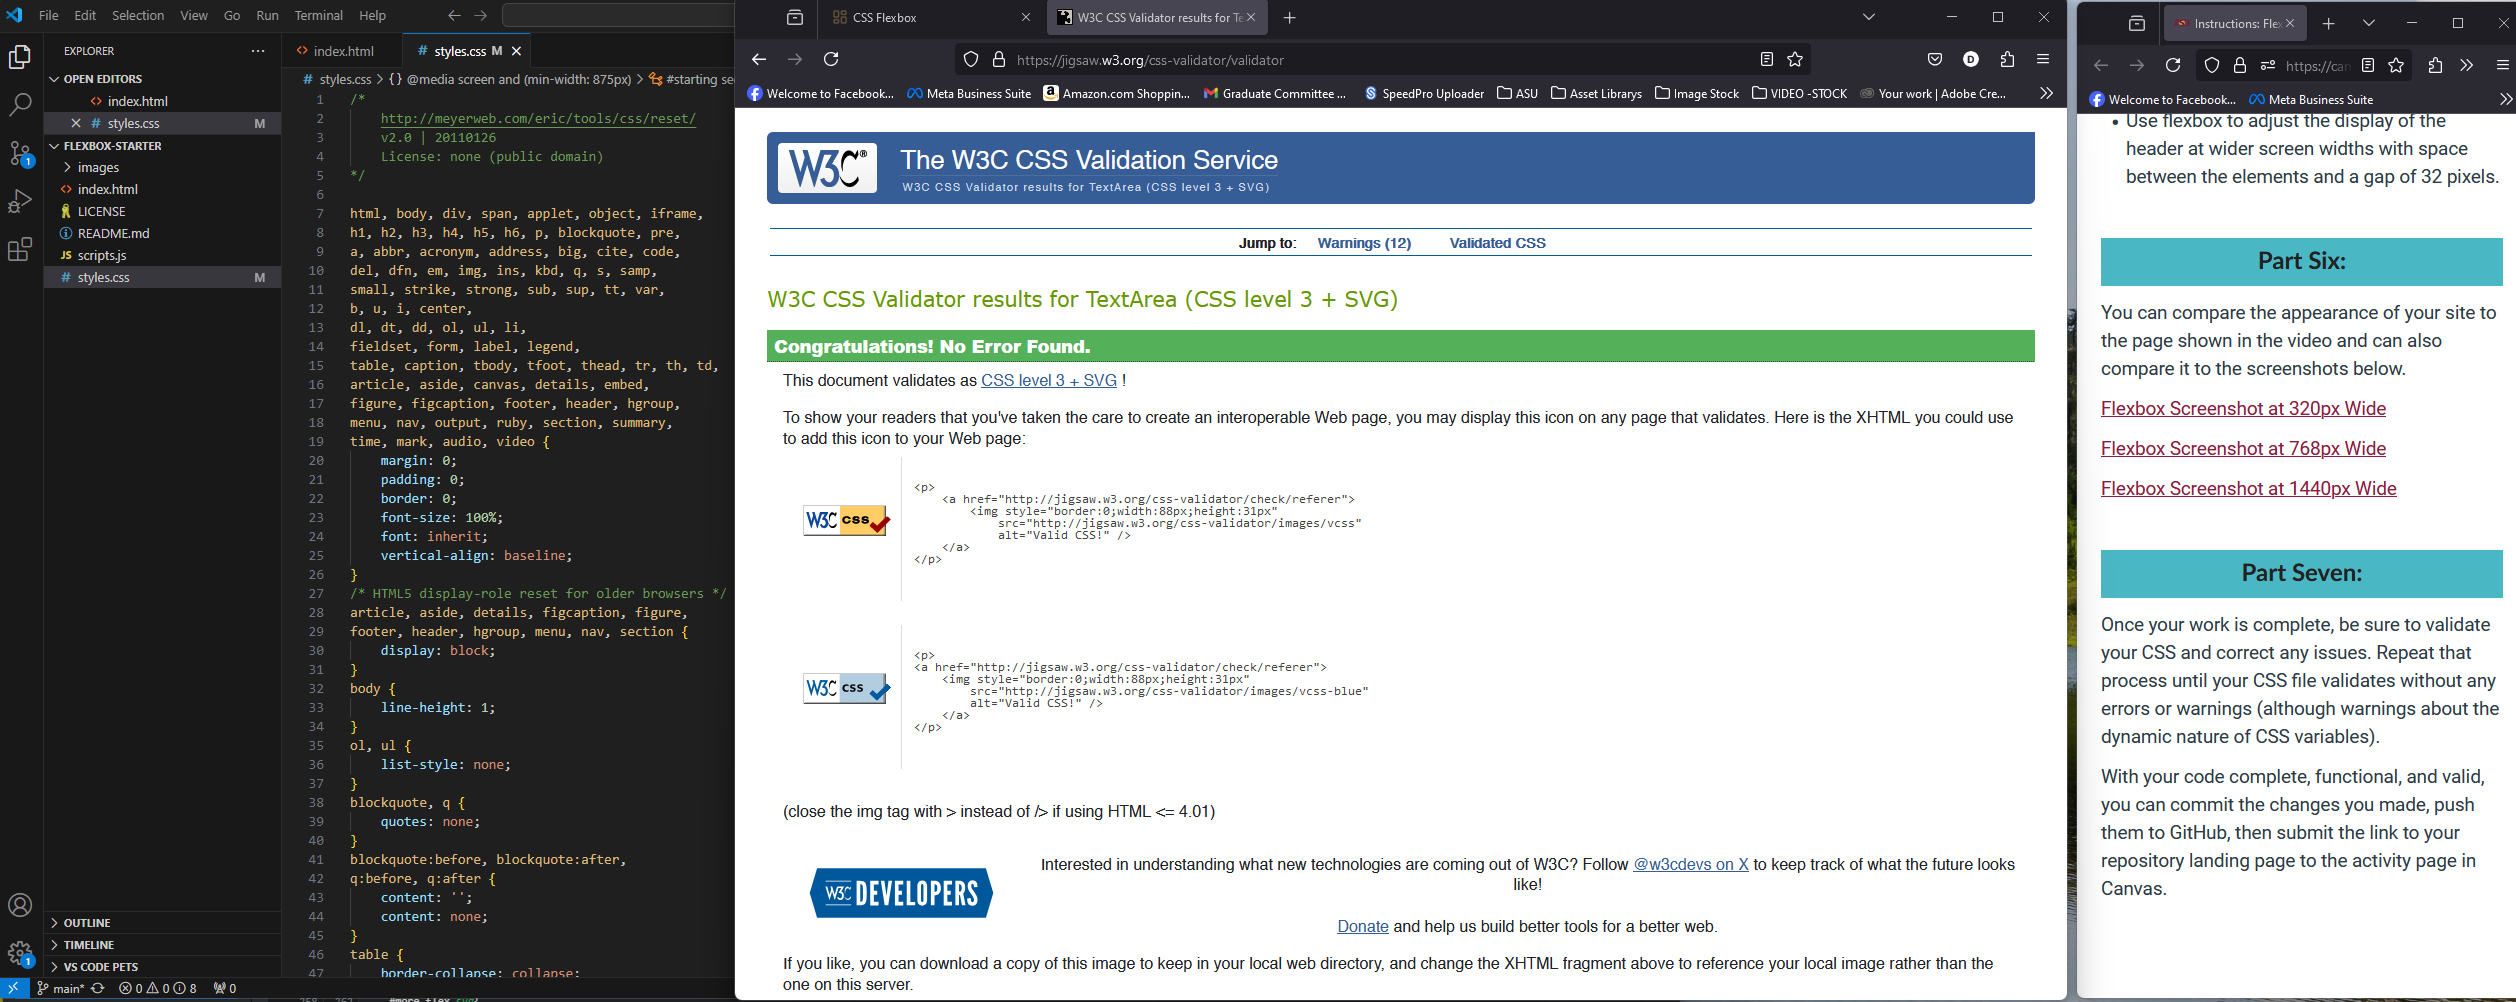 File Edit Selection View Go Run Terminal Help
EXPLORER
OPEN EDITORS
index.html
styles.css M
FLEXBOX-STARTER
images
index.html
LICENSE
README.md
scripts.js
styles.css M
OUTLINE
TIMELINE
VS CODE PETS
main* 0 0 8 0
index.html styles.css M
styles.css > {} @media screen and (min-width: 875px) > #starting se
1 /*
2 http://meyerweb.com/eric/tools/css/reset/
3 v2.0 | 20110126
4 License: none (public domain)
5 */
6
7 html, body, div, span, applet, object, iframe,
8 h1, h2, h3, h4, h5, h6, p, blockquote, pre,
9 a, abbr, acronym, address, big, cite, code,
10 del, dfn, em, img, ins, kbd, q, s, samp,
11 small, strike, strong, sub, sup, tt, var,
12 b, u, i, center,
13 dl, dt, dd, ol, ul, li,
14 fieldset, form, label, legend,
15 table, caption, tbody, tfoot, thead, tr, th, td,
16 article, aside, canvas, details, embed,
17 figure, figcaption, footer, header, hgroup,
18 menu, nav, output, ruby, section, summary,
19 time, mark, audio, video {
20 margin: 0;
21 padding: 0;
22 border: 0;
23 font-size: 100%;
24 font: inherit;
25 vertical-align: baseline;
26 }
27 /* HTML5 display-role reset for older browsers */
28 article, aside, details, figcaption, figure,
29 footer, header, hgroup, menu, nav, section {
30 display: block;
31 }
32 body {
33 line-height: 1;
34 }
35 ol, ul {
36 list-style: none;
37 }
38 blockquote, q {
39 quotes: none;
40 }
41 blockquote:before, blockquote:after,
42 q:before, q:after {
43 content: '';
44 content: none;
45 }
46 table {
47 border-collapse: collapse;
CSS Flexbox
W3C CSS Validator results for Te
https://jigsaw.w3.org/css-validator/validator
Welcome to Facebook... Meta Business Suite Amazon.com Shoppin... Graduate Committee ... SpeedPro Uploader ASU Asset Librarys Image Stock VIDEO -STOCK Your work | Adobe Cre...
W3C®
The W3C CSS Validation Service
W3C CSS Validator results for TextArea (CSS level 3 + SVG)
Jump to: Warnings (12) Validated CSS
W3C CSS Validator results for TextArea (CSS level 3 + SVG)
Congratulations! No Error Found.
This document validates as CSS level 3 + SVG !
To show your readers that you've taken the care to create an interoperable Web page, you may display this icon on any page that validates. Here is the XHTML you could use
to add this icon to your Web page:
W3C css
<p>
<a href="http://jigsaw.w3.org/css-validator/check/referer">
<img style="border:0;width:88px;height:31px"
src="http://jigsaw.w3.org/css-validator/images/vcss"
alt="Valid CSS!" />
</a>
</p>
W3C css
<p>
<a href="http://jigsaw.w3.org/css-validator/check/referer">
<img style="border:0;width:88px;height:31px"
src="http://jigsaw.w3.org/css-validator/images/vcss-blue"
alt="Valid CSS!" />
</a>
</p>
(close the img tag with > instead of /> if using HTML <= 4.01)
W3C DEVELOPERS
Interested in understanding what new technologies are coming out of W3C? Follow @w3cdevs on X to keep track of what the future looks
like!
Donate and help us build better tools for a better web.
If you like, you can download a copy of this image to keep in your local web directory, and change the XHTML fragment above to reference your local image rather than the
one on this server.
Instructions: Flex
https://can
Welcome to Facebook... Meta Business Suite
• Use flexbox to adjust the display of the
header at wider screen widths with space
between the elements and a gap of 32 pixels.
Part Six:
You can compare the appearance of your site to
the page shown in the video and can also
compare it to the screenshots below.
Flexbox Screenshot at 320px Wide
Flexbox Screenshot at 768px Wide
Flexbox Screenshot at 1440px Wide
Part Seven:
Once your work is complete, be sure to validate
your CSS and correct any issues. Repeat that
process until your CSS file validates without any
errors or warnings (although warnings about the
dynamic nature of CSS variables).
With your code complete, functional, and valid,
you can commit the changes you made, push
them to GitHub, then submit the link to your
repository landing page to the activity page in
Canvas.